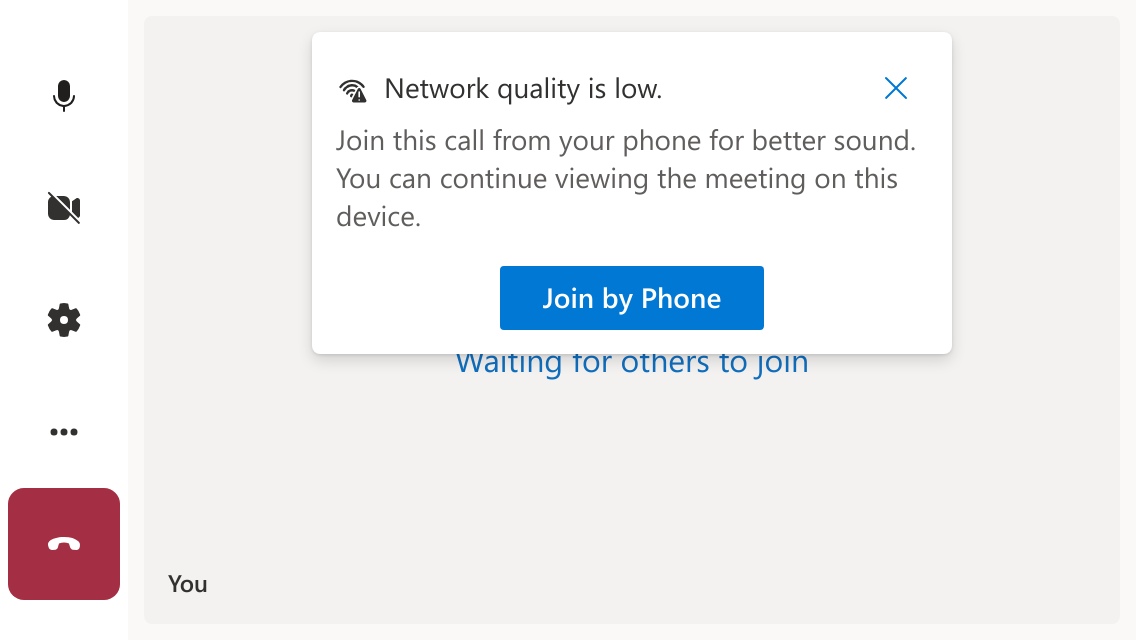 Network quality is low.
Join this call from your phone for better sound.
You can continue viewing the meeting on this
device.
Join by Phone
Waiting for others to join
You